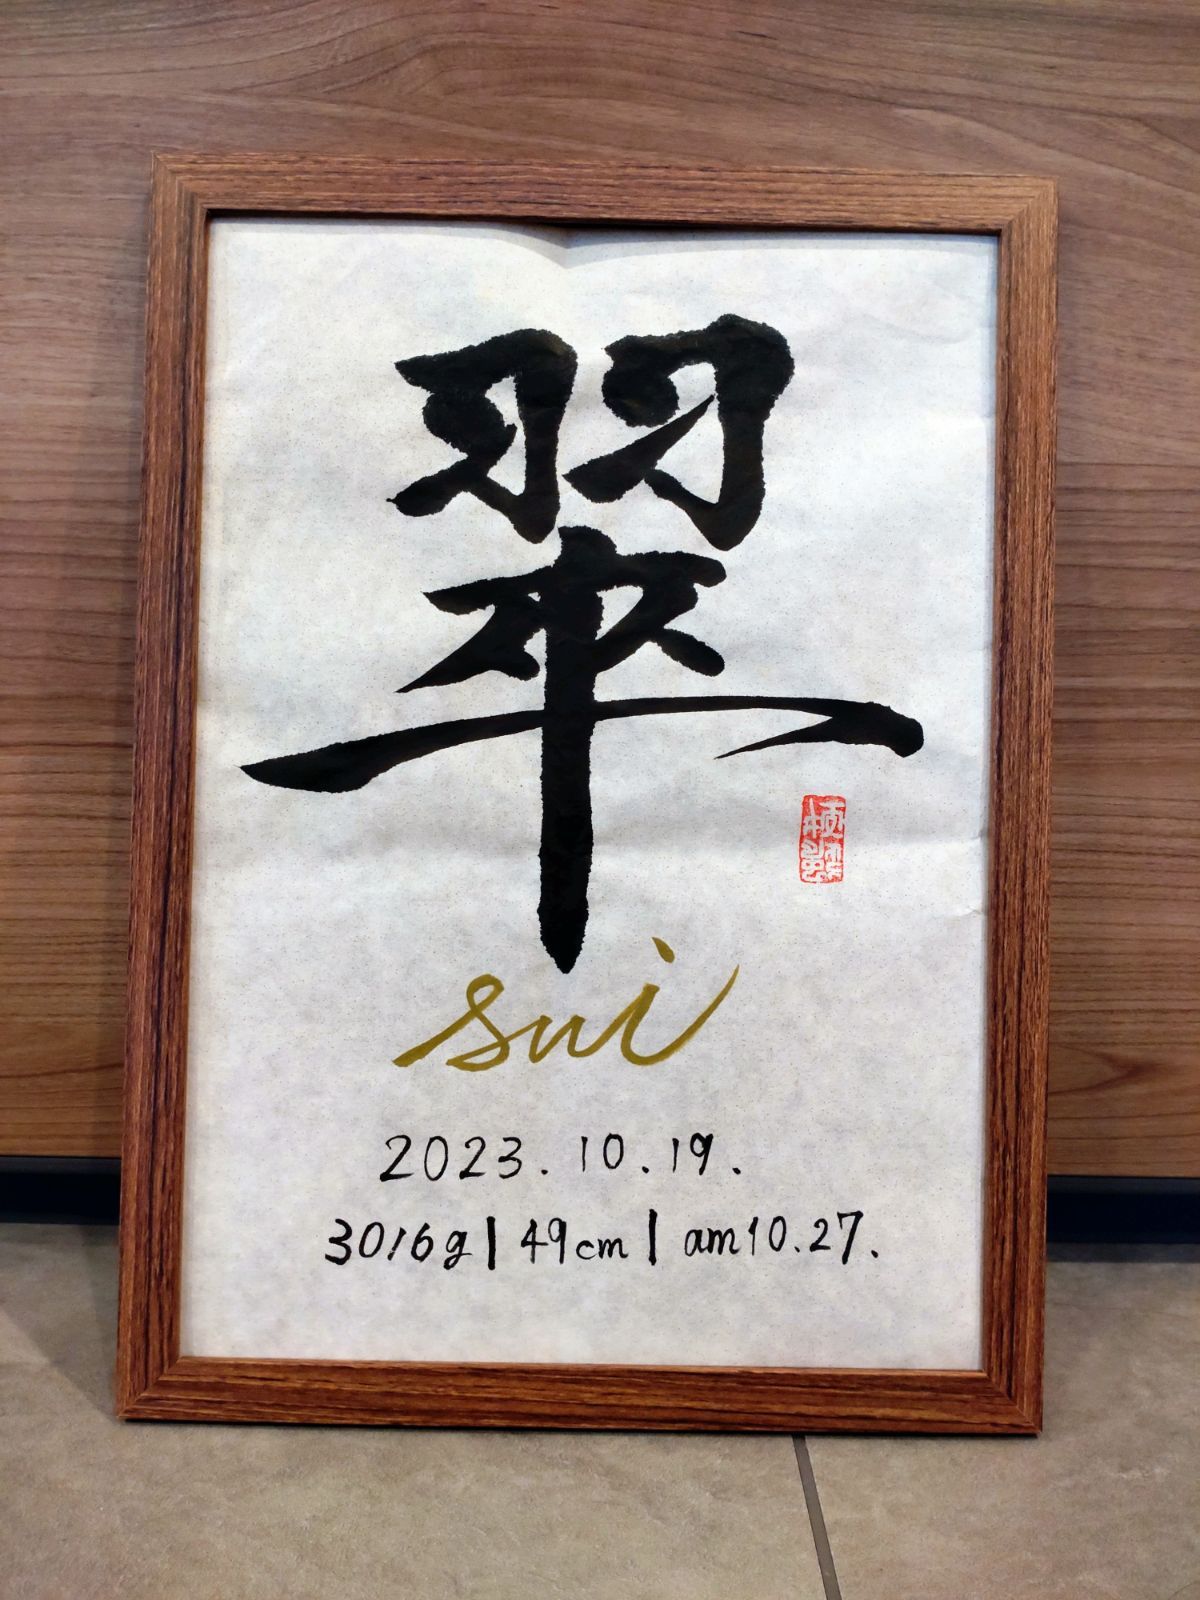 翠
sui
2023.10.19.
3016g|49cm|am10.27.